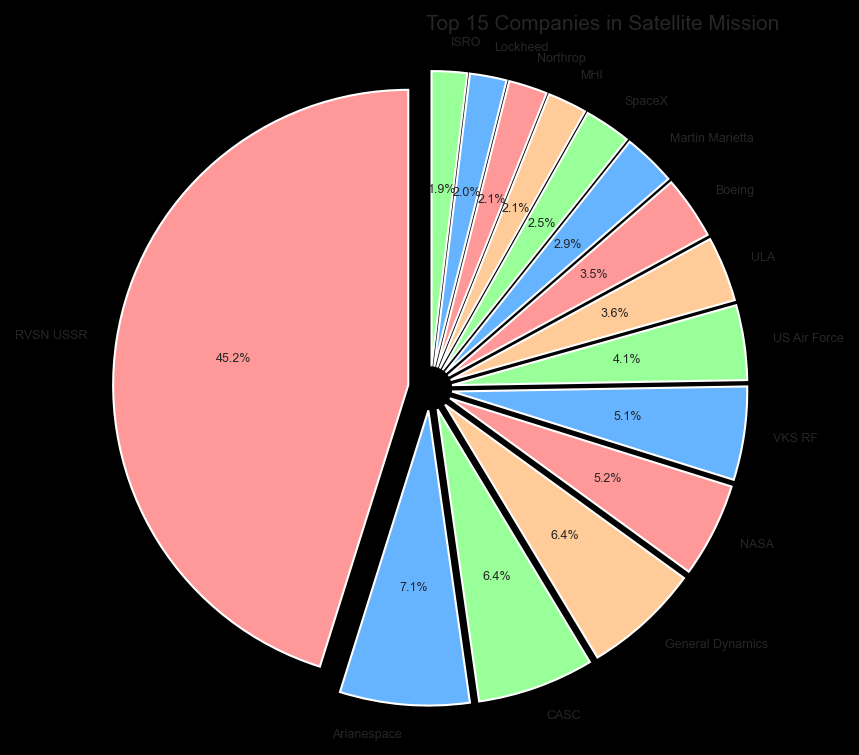 Top 15 Companies in Satellite Mission
ISRO
Lockheed
Northrop
MHI
SpaceX
Martin Marietta
Boeing
ULA
US Air Force
VKS RF
NASA
General Dynamics
CASC
Arianespace
RVSN USSR
1.9%
2.0%
2.1%
2.1%
2.5%
2.9%
3.5%
3.6%
4.1%
5.1%
5.2%
6.4%
6.4%
7.1%
45.2%